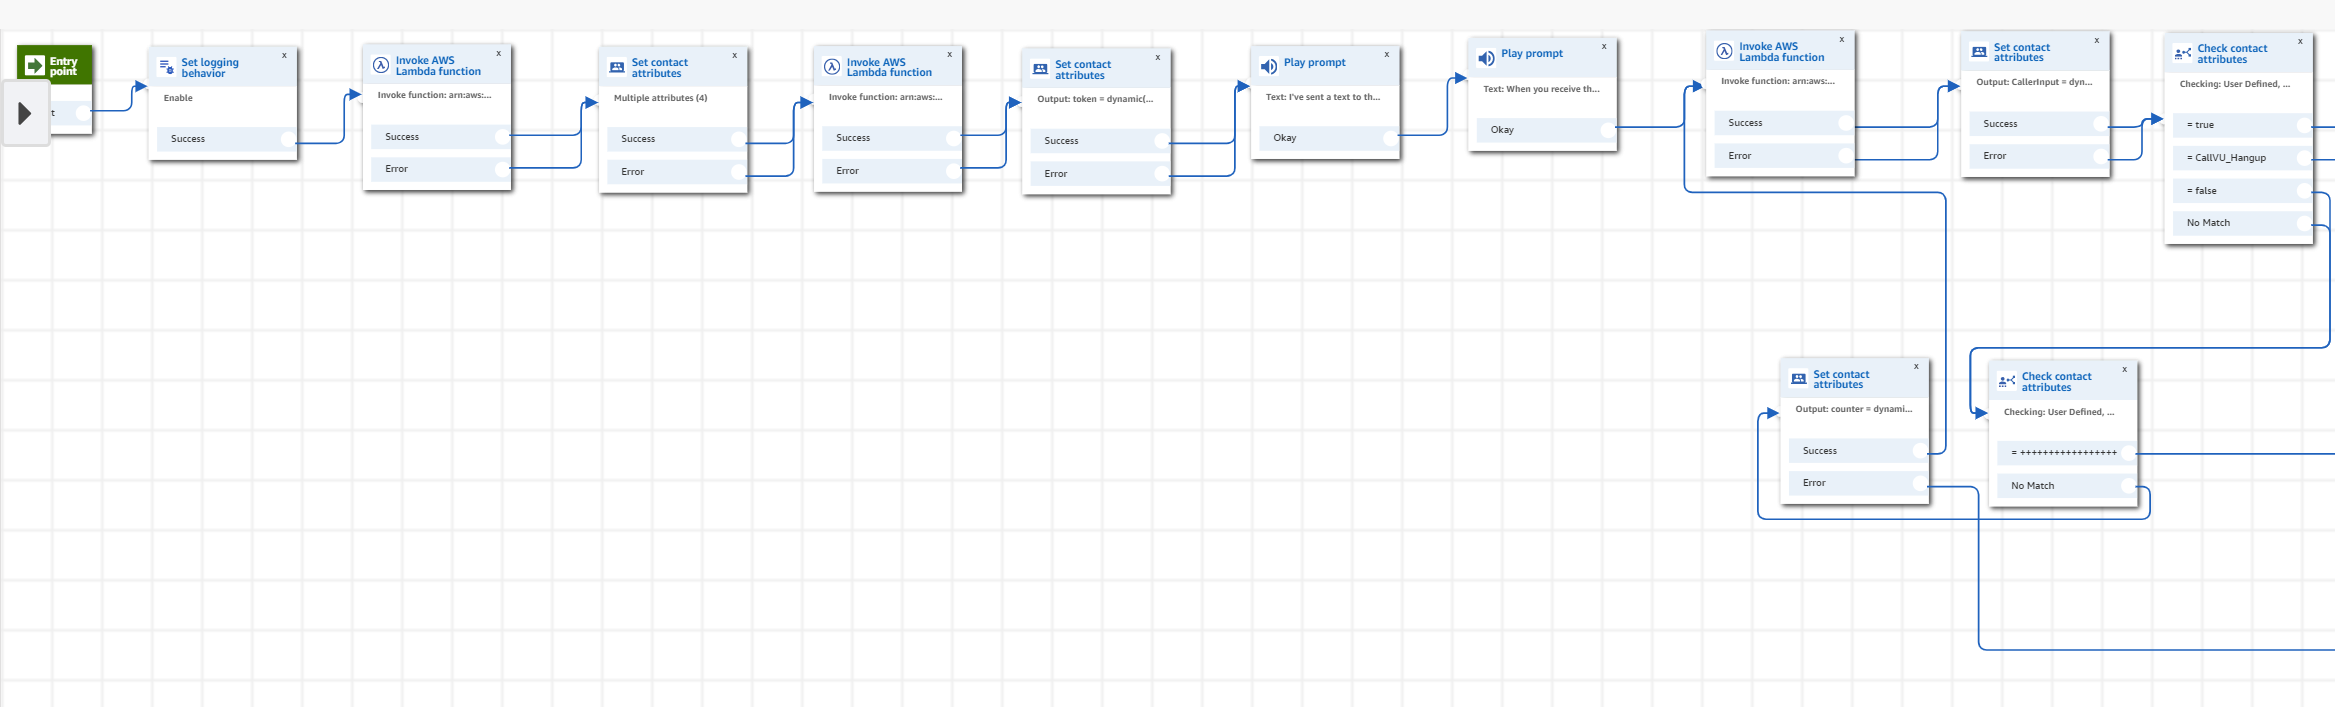 Entry
point
t
x
Set logging
behavior
Enable
Success
x
Invoke AWS
Lambda function
Invoke function: arn:aws:...
Success
Error
x
Set contact
attributes
Multiple attributes (4)
Success
Error
x
Invoke AWS
Lambda function
Invoke function: arn:aws:...
Success
Error
x
Set contact
attributes
Output: token = dynamic(...
Success
Error
x
Play prompt
Text: I've sent a text to th...
Okay
x
Play prompt
Text: When you receive th...
Okay
x
Invoke AWS
Lambda function
Invoke function: arn:aws:...
Success
Error
x
Set contact
attributes
Output: CallerInput = dyn...
Success
Error
x
Check contact
attributes
Checking: User Defined, ...
= true
= CallVU_Hangup
= false
No Match
x
Set contact
attributes
Output: counter = dynami...
Success
Error
x
Check contact
attributes
Checking: User Defined, ...
= +++++++++++++++++
No Match